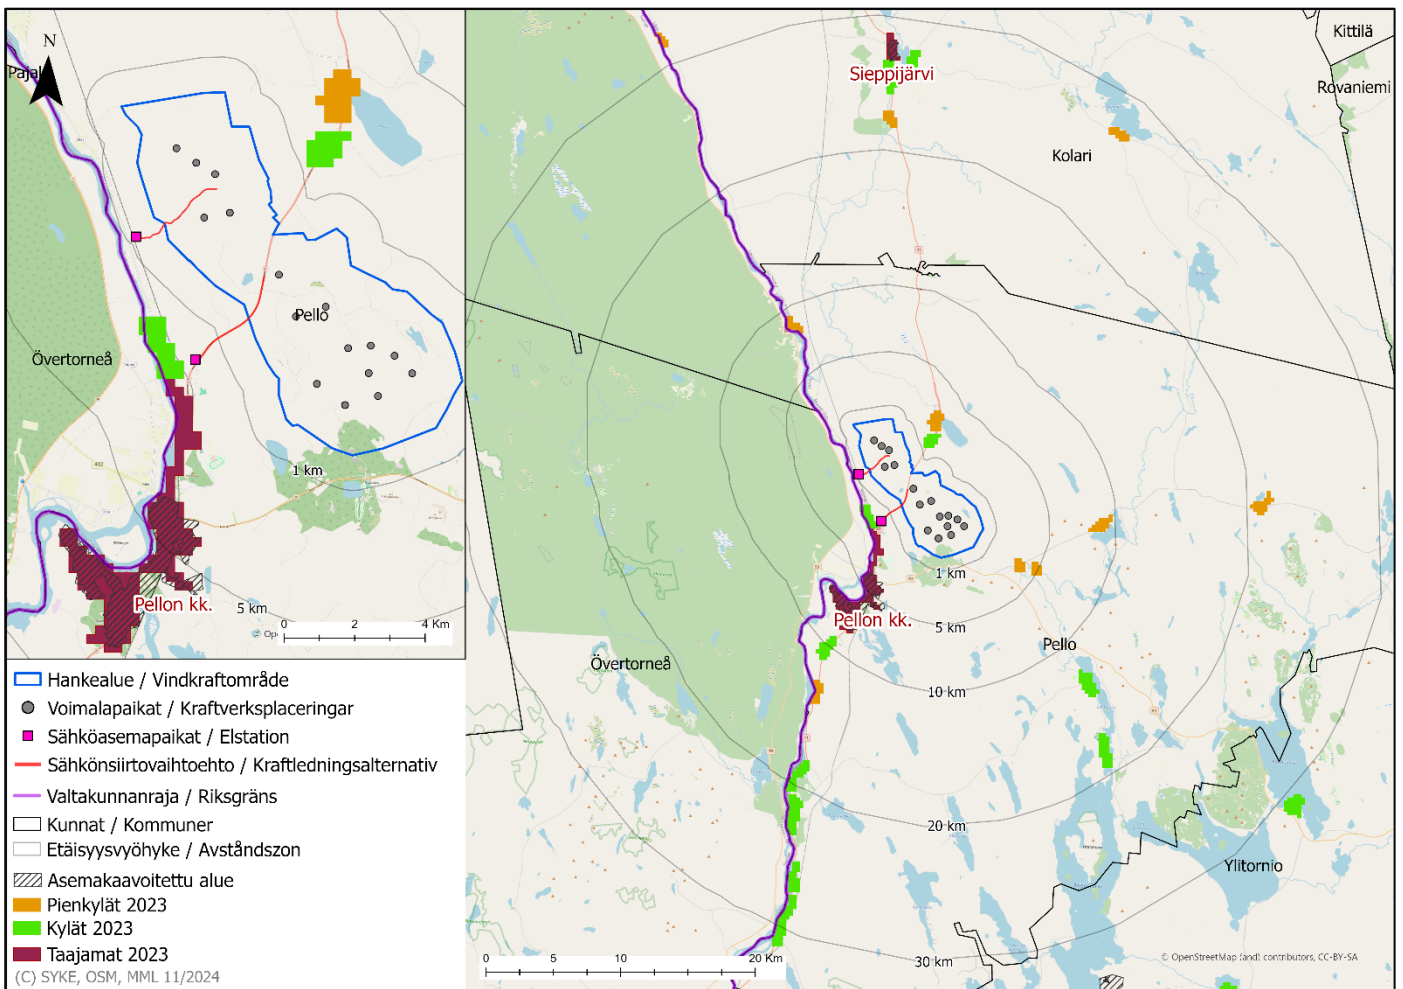 N
Pajal
Pello
Övertorneå
1 km
5 km
Pellon kk.
0 2 4 Km
Hankealue / Vindkraftområde
Voimalapaikat / Kraftverksplaceringar
Sähköasemapaikat / Elstation
Sähkönsiirtovaihtoehto / Kraftledningsalternativ
Valtakunnanraja / Riksgräns
Kunnat / Kommuner
Etäisyysvyöhyke / Avståndszon
Asemakaavoitettu alue
Pienkylät 2023
Kylät 2023
Taajamat 2023
(C) SYKE, OSM, MML 11/2024
Kittilä
Rovaniemi
Sieppijärvi
Kolari
1 km
Pellon kk.
5 km
Pello
Övertorneå
10 km
20 km
Ylitornio
30 km
0 5 10 20 Km
© OpenStreetMap (and) contributors, CC-BY-SA